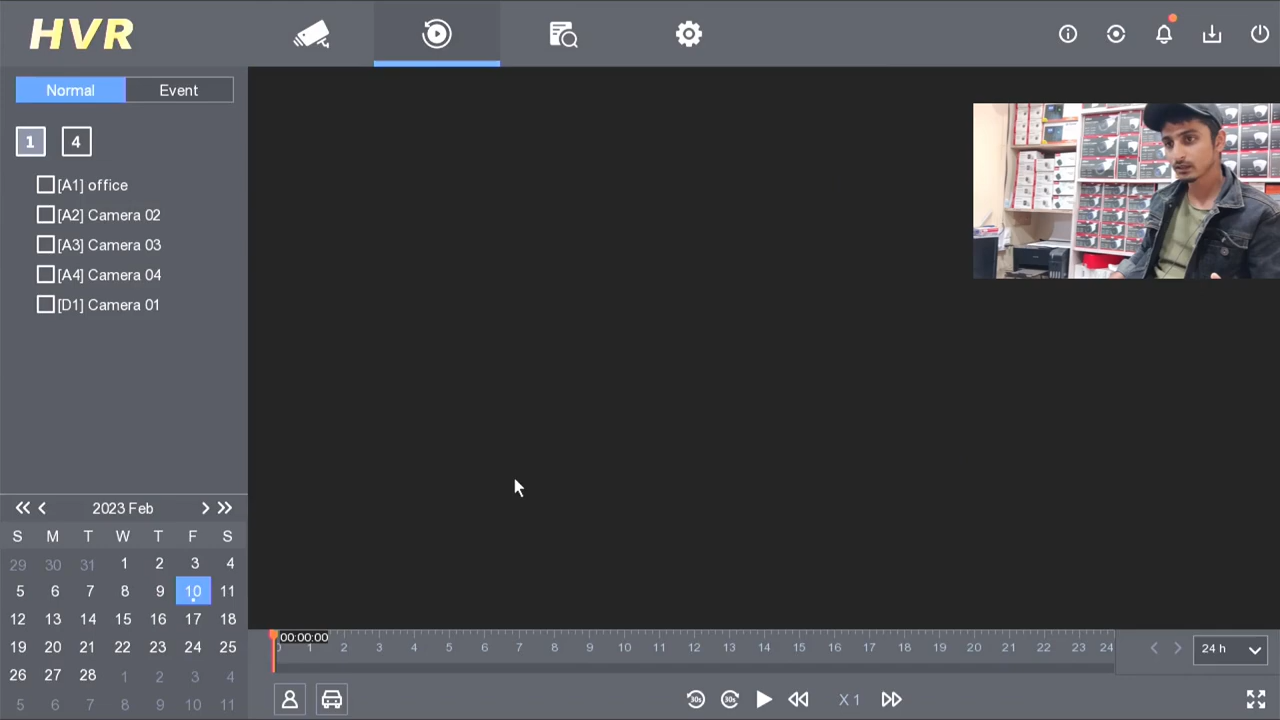 HVR
Normal Event
1 4
[A1] office
[A2] Camera 02
[A3] Camera 03
[A4] Camera 04
[D1] Camera 01
2023 Feb
S M T W T F S
29 30 31 1 2 3 4
5 6 7 8 9 10 11
12 13 14 15 16 17 18
19 20 21 22 23 24 25
26 27 28 1 2 3 4
5 6 7 8 9 10 11
00:00:00
0 1 2 3 4 5 6 7 8 9 10 11 12 13 14 15 16 17 18 19 20 21 22 23 24
24 h
30s 30s X 1